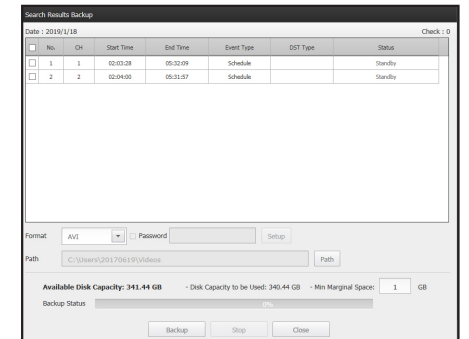 Search Results Backup
Date : 2019/1/18 Check : 0
No. CH Start Time End Time Event Type DST Type Status
1 1 02:03:28 05:32:09 Schedule Standby
2 2 02:04:00 05:31:57 Schedule Standby
Format AVI Password Setup
Path C:\Users\20170619\Videos Path
Available Disk Capacity: 341.44 GB - Disk Capacity to be Used: 340.44 GB - Min Marginal Space: 1 GB
Backup Status 0%
Backup Stop Close